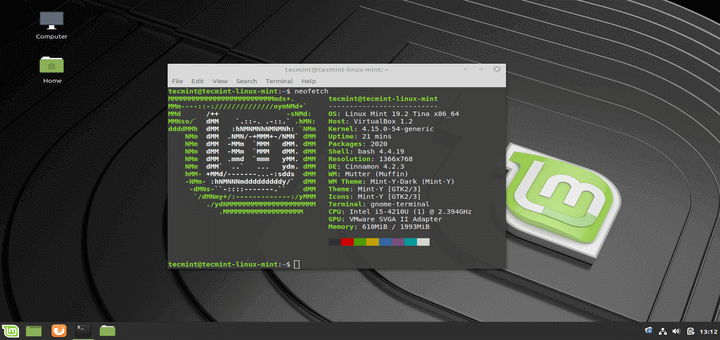 Computer
Home
tecmint@tecmint-linux-mint: ~
File Edit View Search Terminal Help
tecmint@tecmint-linux-mint:~$ neofetch
tecmint@tecmint-linux-mint
--------------------------
OS: Linux Mint 19.2 Tina x86_64
Host: VirtualBox 1.2
Kernel: 4.15.0-54-generic
Uptime: 21 mins
Packages: 2020
Shell: bash 4.4.19
Resolution: 1366x768
DE: Cinnamon 4.2.3
WM: Mutter (Muffin)
WM Theme: Mint-Y-Dark (Mint-Y)
Theme: Mint-Y [GTK2/3]
Icons: Mint-Y [GTK2/3]
Terminal: gnome-terminal
CPU: Intel i5-4210U (1) @ 2.394GHz
GPU: VMware SVGA II Adapter
Memory: 610MiB / 1993MiB
tecmint@tecmint-linux-mint:~$
13:12